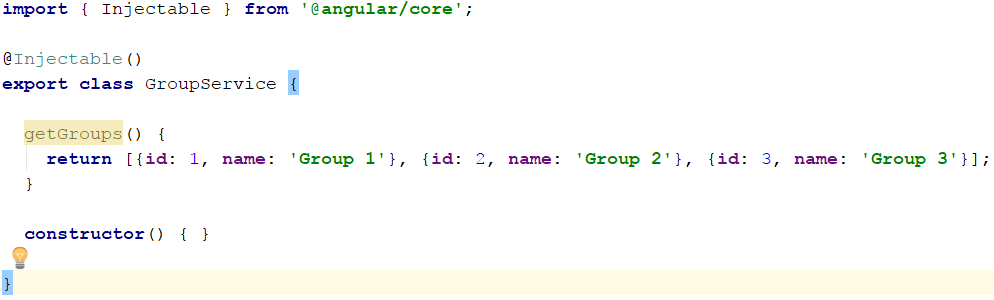 import { Injectable } from '@angular/core';
@Injectable()
export class GroupService {
getGroups() {
return [{id: 1, name: 'Group 1'}, {id: 2, name: 'Group 2'}, {id: 3, name: 'Group 3'}];
}
constructor() { }
}